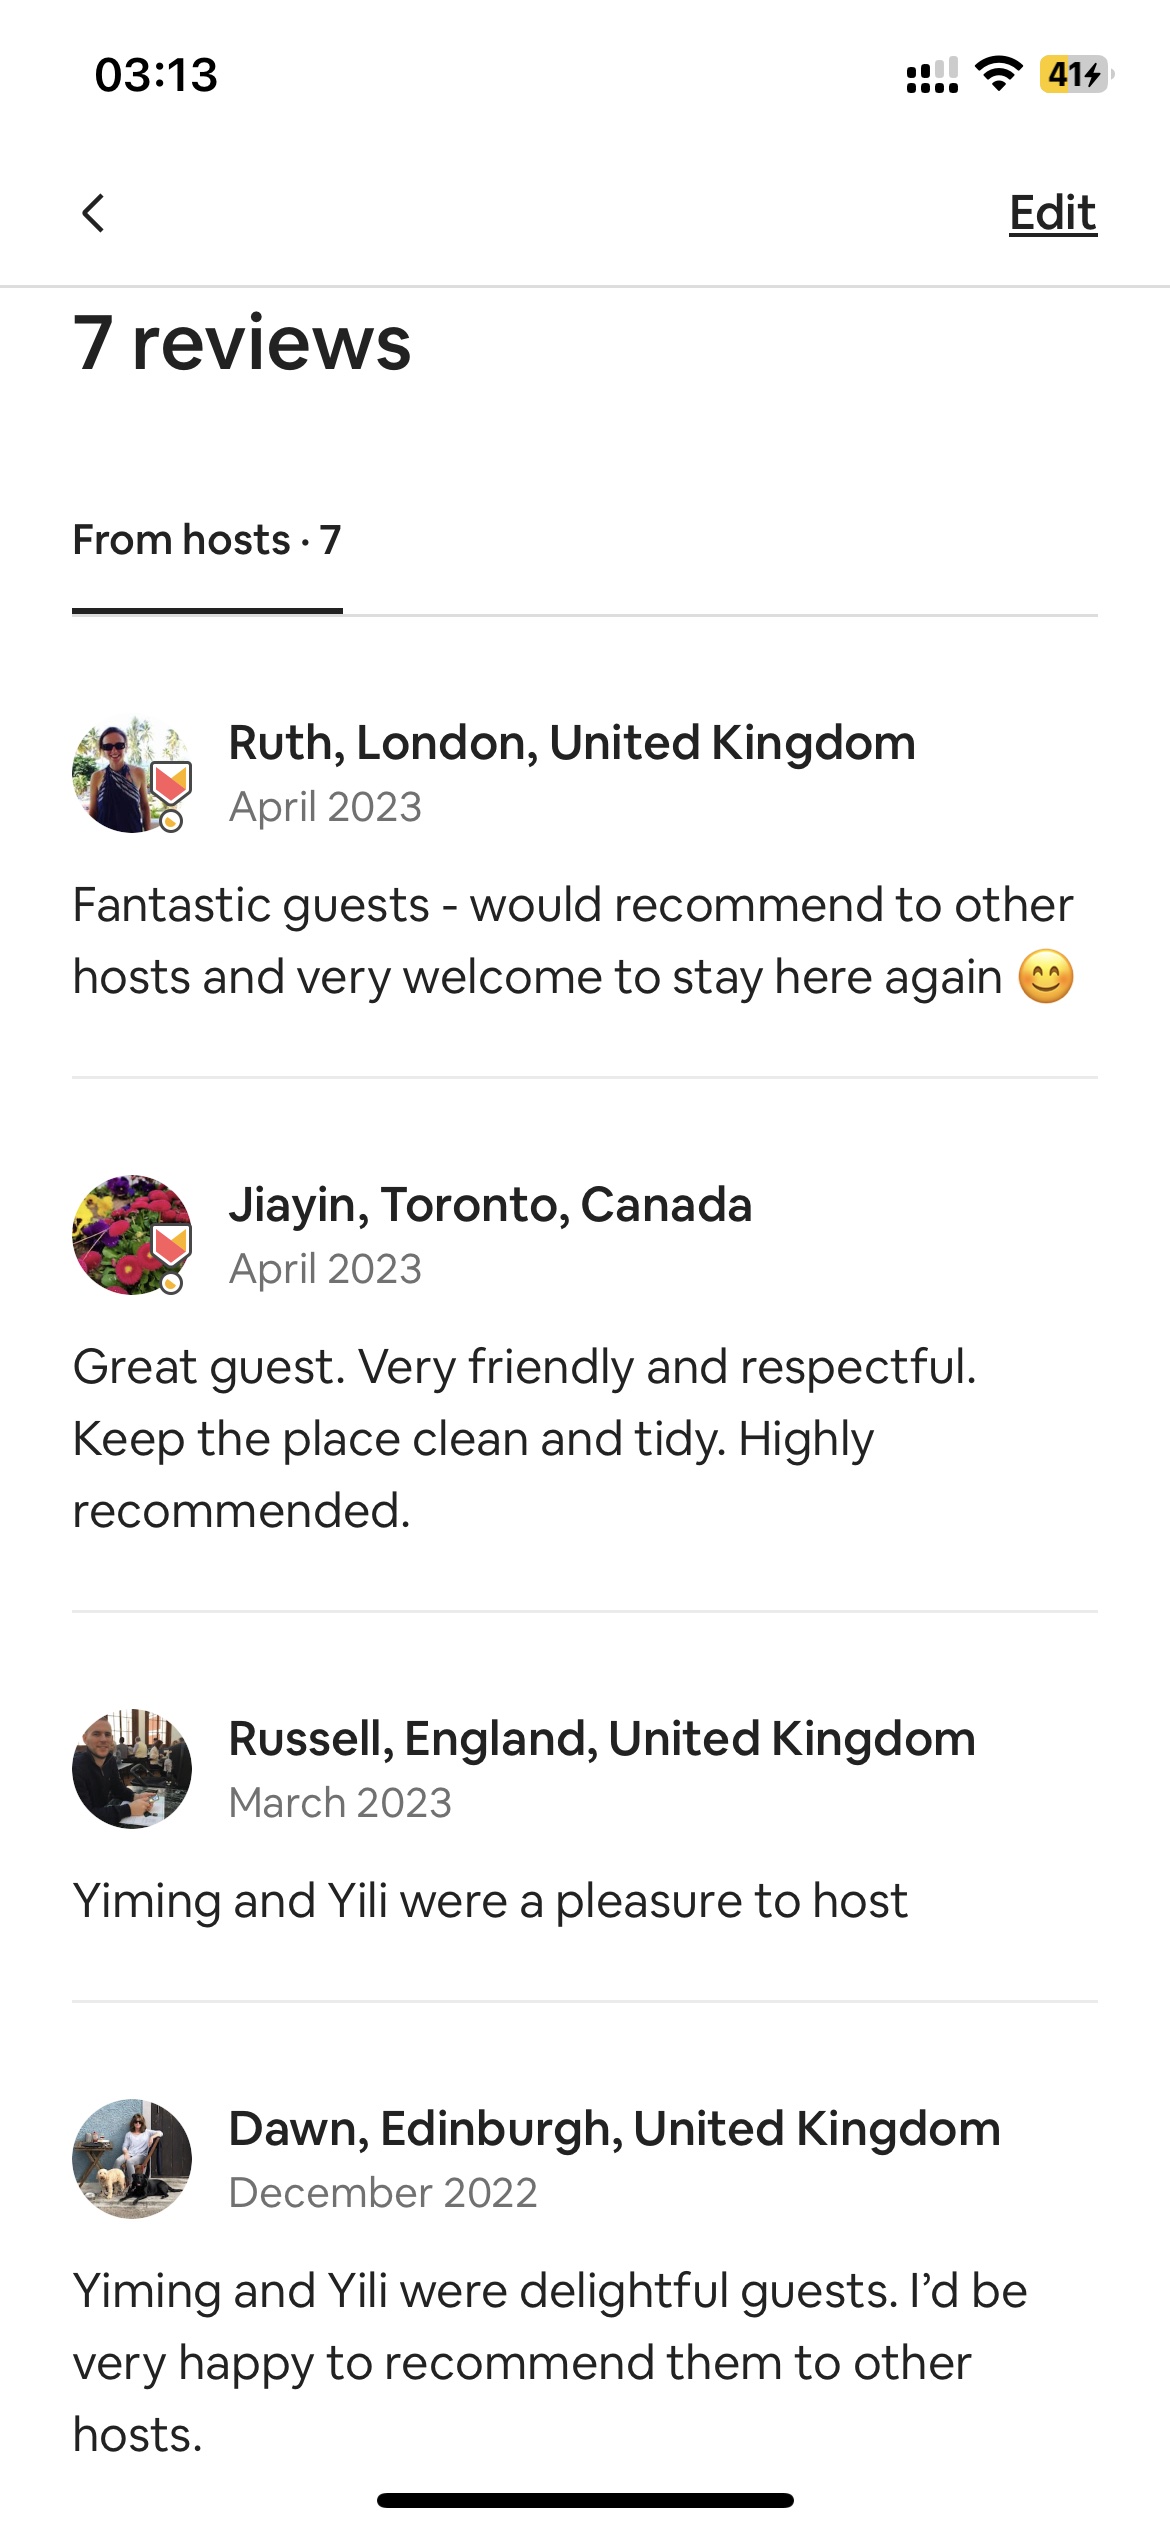 03:13
41
Edit
7 reviews
From hosts · 7
Ruth, London, United Kingdom
April 2023
Fantastic guests - would recommend to other
hosts and very welcome to stay here again 😊
Jiayin, Toronto, Canada
April 2023
Great guest. Very friendly and respectful.
Keep the place clean and tidy. Highly
recommended.
Russell, England, United Kingdom
March 2023
Yiming and Yili were a pleasure to host
Dawn, Edinburgh, United Kingdom
December 2022
Yiming and Yili were delightful guests. I’d be
very happy to recommend them to other
hosts.